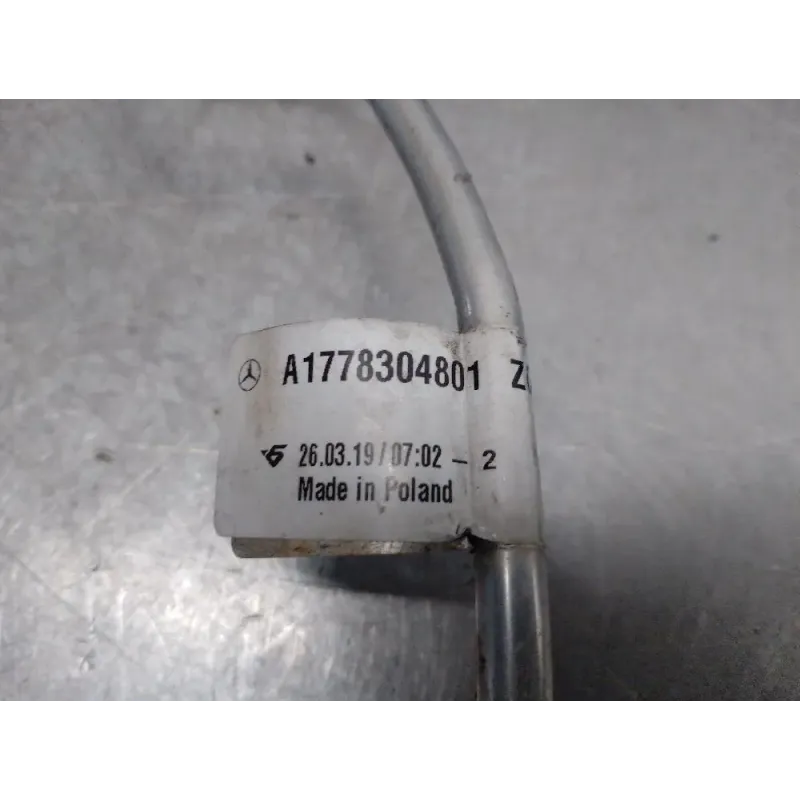 A1778304801
26.03.19/07:02 - 2
Made in Poland